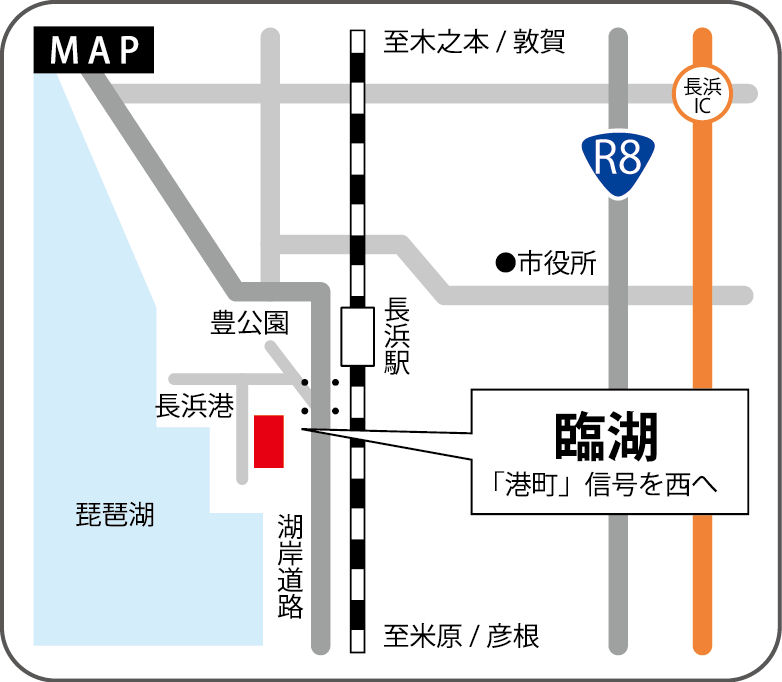 MAP
至木之本 / 敦賀
長浜
IC
R8
市役所
豊公園
長浜駅
長浜港
臨湖
「港町」信号を西へ
琵琶湖
湖岸道路
至米原 / 彦根